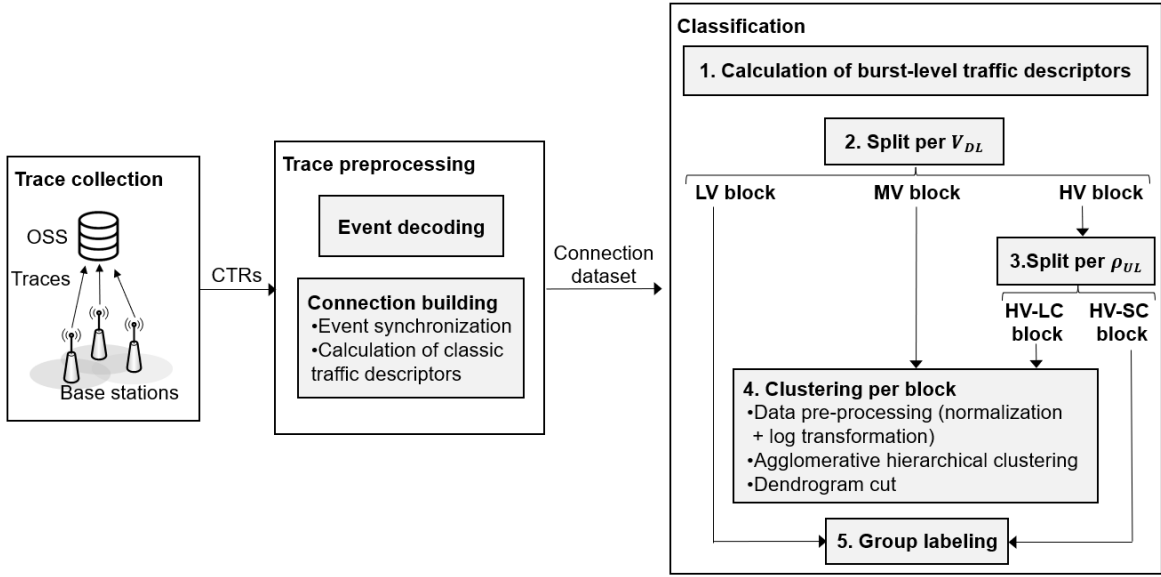 Trace collection
OSS
Traces
Base stations
CTRs
Trace preprocessing
Event decoding
Connection building
•Event synchronization
•Calculation of classic
traffic descriptors
Connection
dataset
Classification
1. Calculation of burst-level traffic descriptors
2. Split per V_DL
LV block
MV block
HV block
3.Split per ρ_UL
HV-LC
block
HV-SC
block
4. Clustering per block
•Data pre-processing (normalization
+ log transformation)
•Agglomerative hierarchical clustering
•Dendrogram cut
5. Group labeling